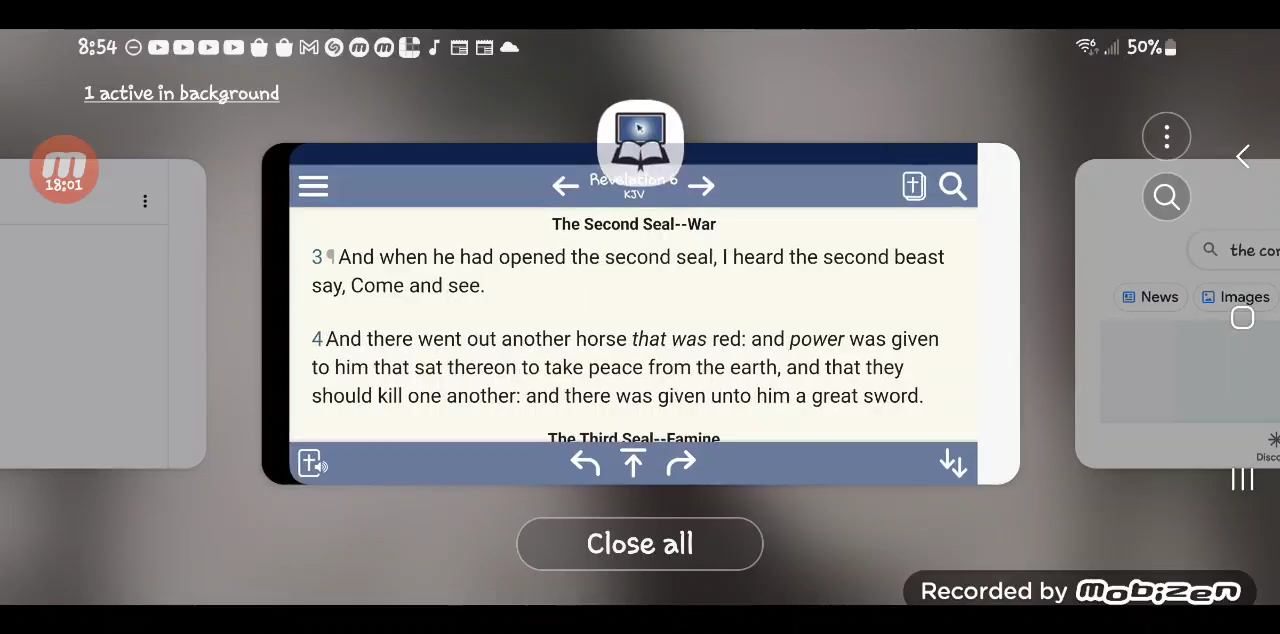 8:54
50%
1 active in background
18:01
Revelation 6
KJV
The Second Seal--War
3 ¶ And when he had opened the second seal, I heard the second beast
say, Come and see.
4 And there went out another horse that was red: and power was given
to him that sat thereon to take peace from the earth, and that they
should kill one another: and there was given unto him a great sword.
The Third Seal--Famine
the cor
News
Images
Disco
Close all
Recorded by mobizen